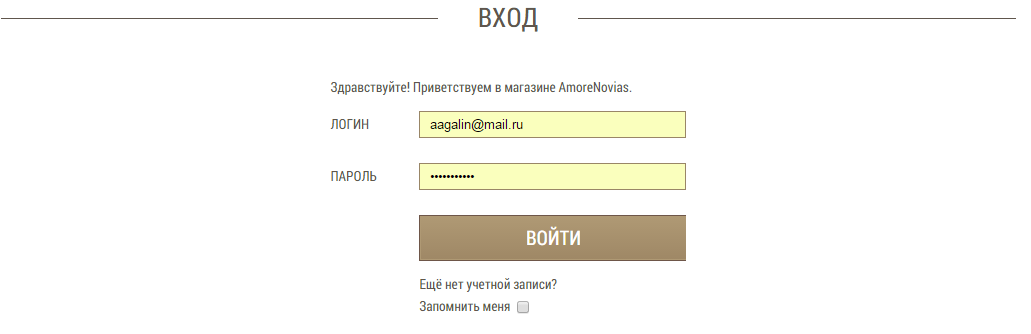 ВХОД
Здравствуйте! Приветствуем в магазине AmoreNovias.
ЛОГИН aagalin@mail.ru
ПАРОЛЬ •••••••••••
ВОЙТИ
Ещё нет учетной записи?
Запомнить меня